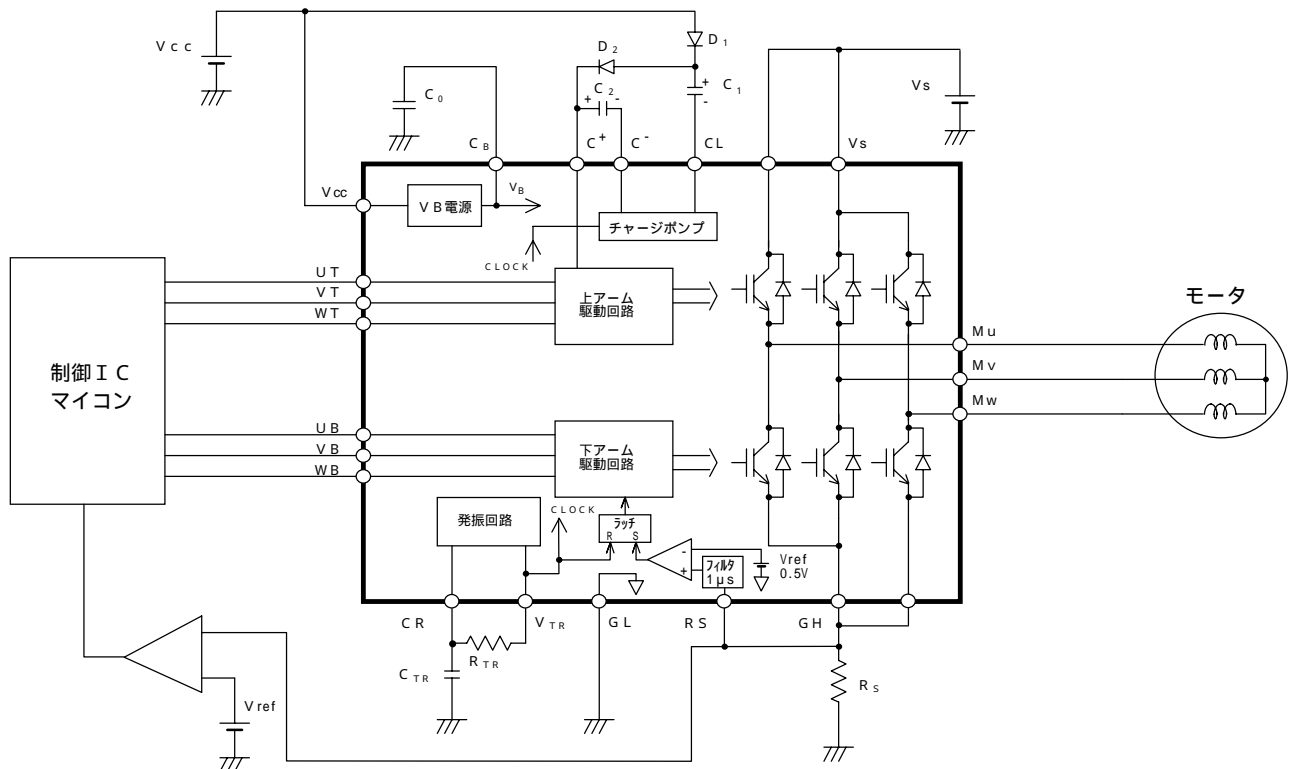 Vcc
D1
D2
+ C2 -
+
-
C1
C0
Vs
CB
C+
C-
CL
Vs
Vcc
VB電源
VB
チャージポンプ
CLOCK
UT
VT
WT
上アーム
駆動回路
モータ
Mu
Mv
Mw
制御IC
マイコン
UB
VB
WB
下アーム
駆動回路
発振回路
CLOCK
ラッチ
R S
-
+
フィルタ
1μs
Vref
0.5V
CR
VTR
GL
RS
GH
RTR
CTR
RS
Vref